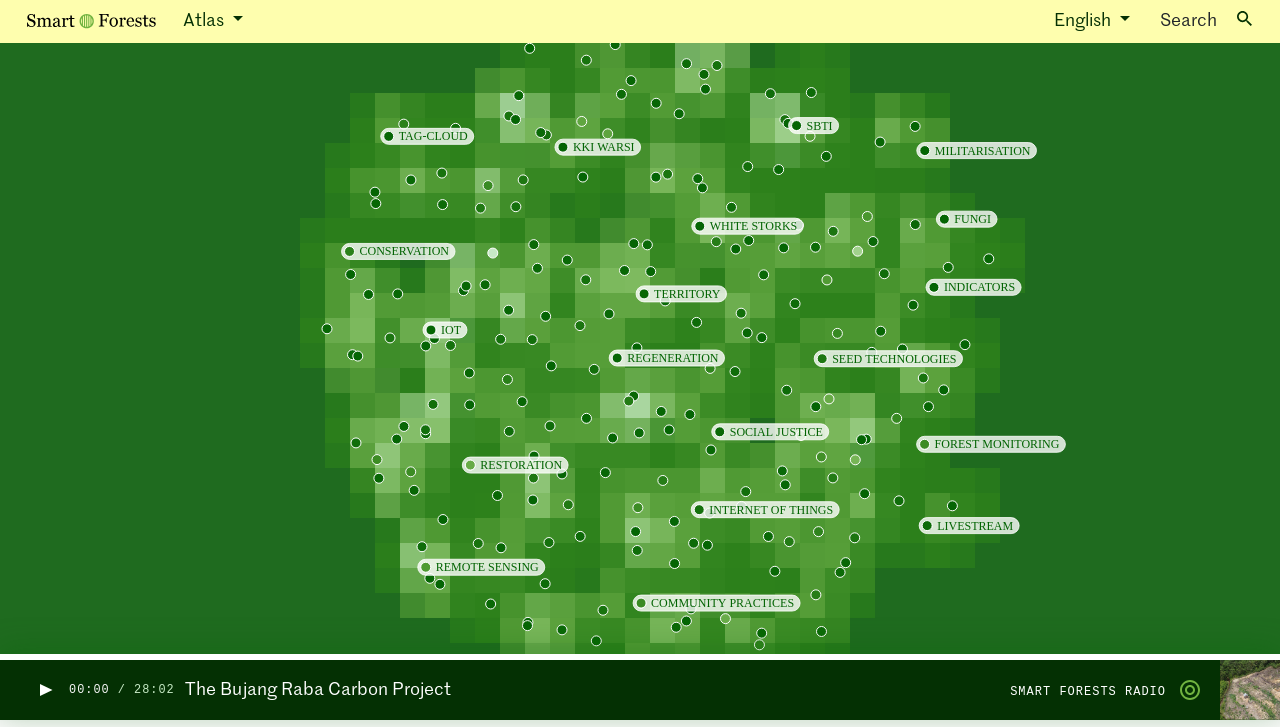 Smart Forests Atlas English Search
TAG-CLOUD
KKI WARSI
SBTI
MILITARISATION
WHITE STORKS
FUNGI
CONSERVATION
TERRITORY
INDICATORS
IOT
REGENERATION
SEED TECHNOLOGIES
SOCIAL JUSTICE
FOREST MONITORING
RESTORATION
INTERNET OF THINGS
LIVESTREAM
REMOTE SENSING
COMMUNITY PRACTICES
00:00 / 28:02 The Bujang Raba Carbon Project SMART FORESTS RADIO